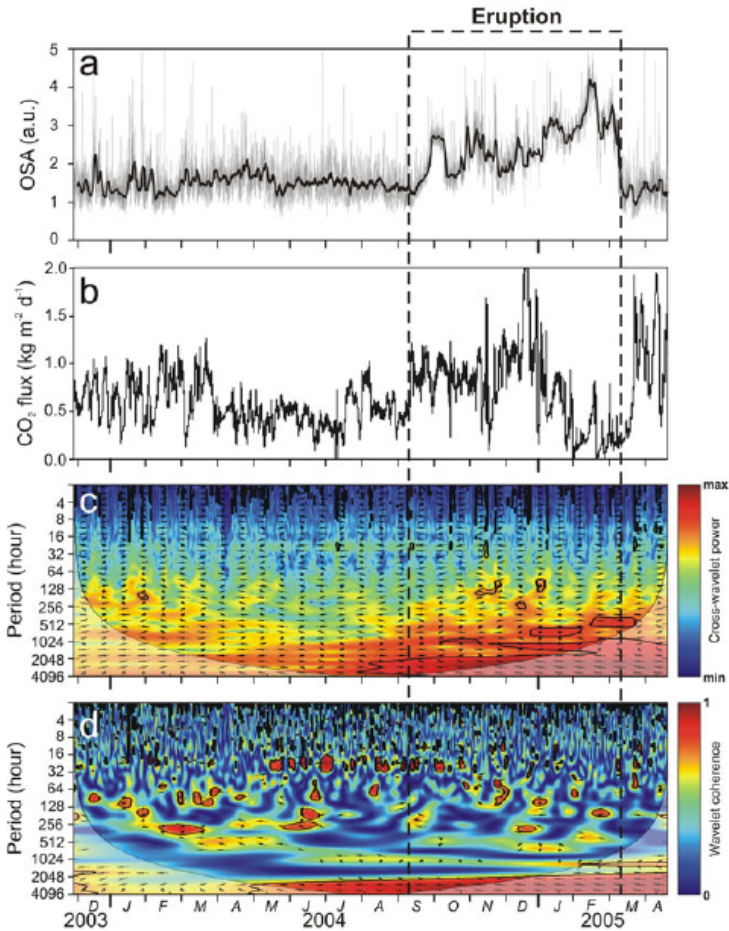 Eruption
a
OSA (a.u.)
5
4
3
2
1
0
b
CO₂ flux (kg m⁻² d⁻¹)
2.0
1.5
1.0
0.5
0.0
c
Period (hour)
4
8
16
32
64
128
256
512
1024
2048
4096
max
Cross-wavelet power
min
d
Period (hour)
4
8
16
32
64
128
256
512
1024
2048
4096
1
Wavelet coherence
0
D J F M A M J J A S O N D J F M A
2003 2004 2005